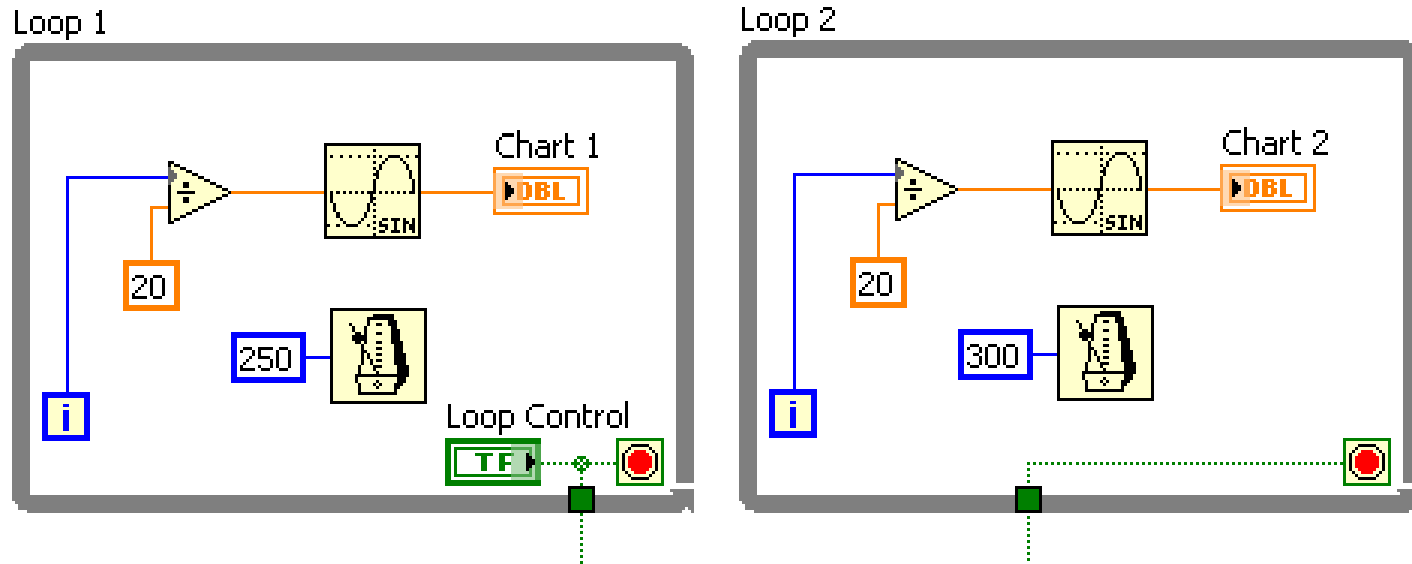 Loop 1
Chart 1
DBL
SIN
20
250
i
Loop Control
TF
Loop 2
Chart 2
DBL
SIN
20
300
i